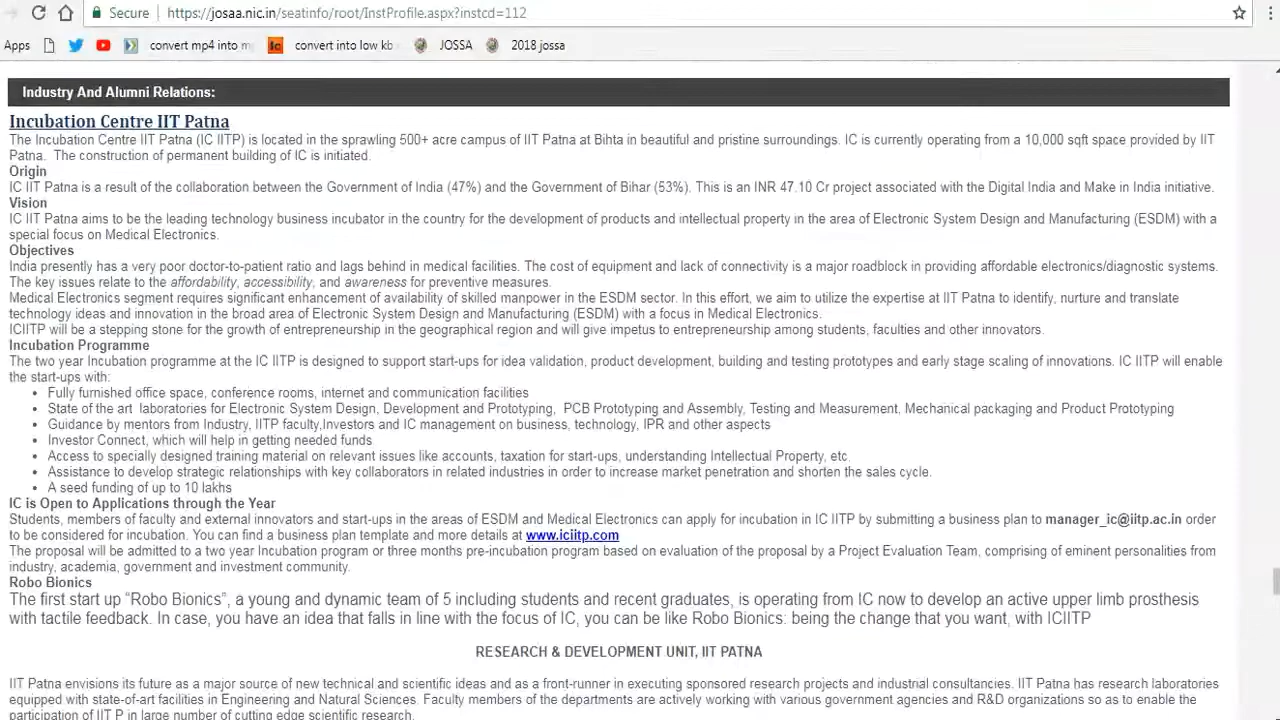 Secure https://josaa.nic.in/seatinfo/root/InstProfile.aspx?instcd=112
Apps convert mp4 into m convert into low kb JOSSA 2018 jossa
Industry And Alumni Relations:
Incubation Centre IIT Patna
The Incubation Centre IIT Patna (IC IITP) is located in the sprawling 500+ acre campus of IIT Patna at Bihta in beautiful and pristine surroundings. IC is currently operating from a 10,000 sqft space provided by IIT
Patna. The construction of permanent building of IC is initiated.
Origin
IC IIT Patna is a result of the collaboration between the Government of India (47%) and the Government of Bihar (53%). This is an INR 47.10 Cr project associated with the Digital India and Make in India initiative.
Vision
IC IIT Patna aims to be the leading technology business incubator in the country for the development of products and intellectual property in the area of Electronic System Design and Manufacturing (ESDM) with a
special focus on Medical Electronics.
Objectives
India presently has a very poor doctor-to-patient ratio and lags behind in medical facilities. The cost of equipment and lack of connectivity is a major roadblock in providing affordable electronics/diagnostic systems.
The key issues relate to the affordability, accessibility, and awareness for preventive measures.
Medical Electronics segment requires significant enhancement of availability of skilled manpower in the ESDM sector. In this effort, we aim to utilize the expertise at IIT Patna to identify, nurture and translate
technology ideas and innovation in the broad area of Electronic System Design and Manufacturing (ESDM) with a focus in Medical Electronics.
ICIITP will be a stepping stone for the growth of entrepreneurship in the geographical region and will give impetus to entrepreneurship among students, faculties and other innovators.
Incubation Programme
The two year Incubation programme at the IC IITP is designed to support start-ups for idea validation, product development, building and testing prototypes and early stage scaling of innovations. IC IITP will enable
the start-ups with:
• Fully furnished office space, conference rooms, internet and communication facilities
• State of the art laboratories for Electronic System Design, Development and Prototyping, PCB Prototyping and Assembly, Testing and Measurement, Mechanical packaging and Product Prototyping
• Guidance by mentors from Industry, IITP faculty,Investors and IC management on business, technology, IPR and other aspects
• Investor Connect, which will help in getting needed funds
• Access to specially designed training material on relevant issues like accounts, taxation for start-ups, understanding Intellectual Property, etc.
• Assistance to develop strategic relationships with key collaborators in related industries in order to increase market penetration and shorten the sales cycle.
• A seed funding of up to 10 lakhs
IC is Open to Applications through the Year
Students, members of faculty and external innovators and start-ups in the areas of ESDM and Medical Electronics can apply for incubation in IC IITP by submitting a business plan to manager_ic@iitp.ac.in order
to be considered for incubation. You can find a business plan template and more details at www.iciitp.com
The proposal will be admitted to a two year Incubation program or three months pre-incubation program based on evaluation of the proposal by a Project Evaluation Team, comprising of eminent personalities from
industry, academia, government and investment community.
Robo Bionics
The first start up “Robo Bionics”, a young and dynamic team of 5 including students and recent graduates, is operating from IC now to develop an active upper limb prosthesis
with tactile feedback. In case, you have an idea that falls in line with the focus of IC, you can be like Robo Bionics: being the change that you want, with ICIITP
RESEARCH & DEVELOPMENT UNIT, IIT PATNA
IIT Patna envisions its future as a major source of new technical and scientific ideas and as a front-runner in executing sponsored research projects and industrial consultancies. IIT Patna has research laboratories
equipped with state-of-art facilities in Engineering and Natural Sciences. Faculty members of the departments are actively working with various government agencies and R&D organizations so as to enable the
participation of IIT P in large number of cutting edge scientific research.